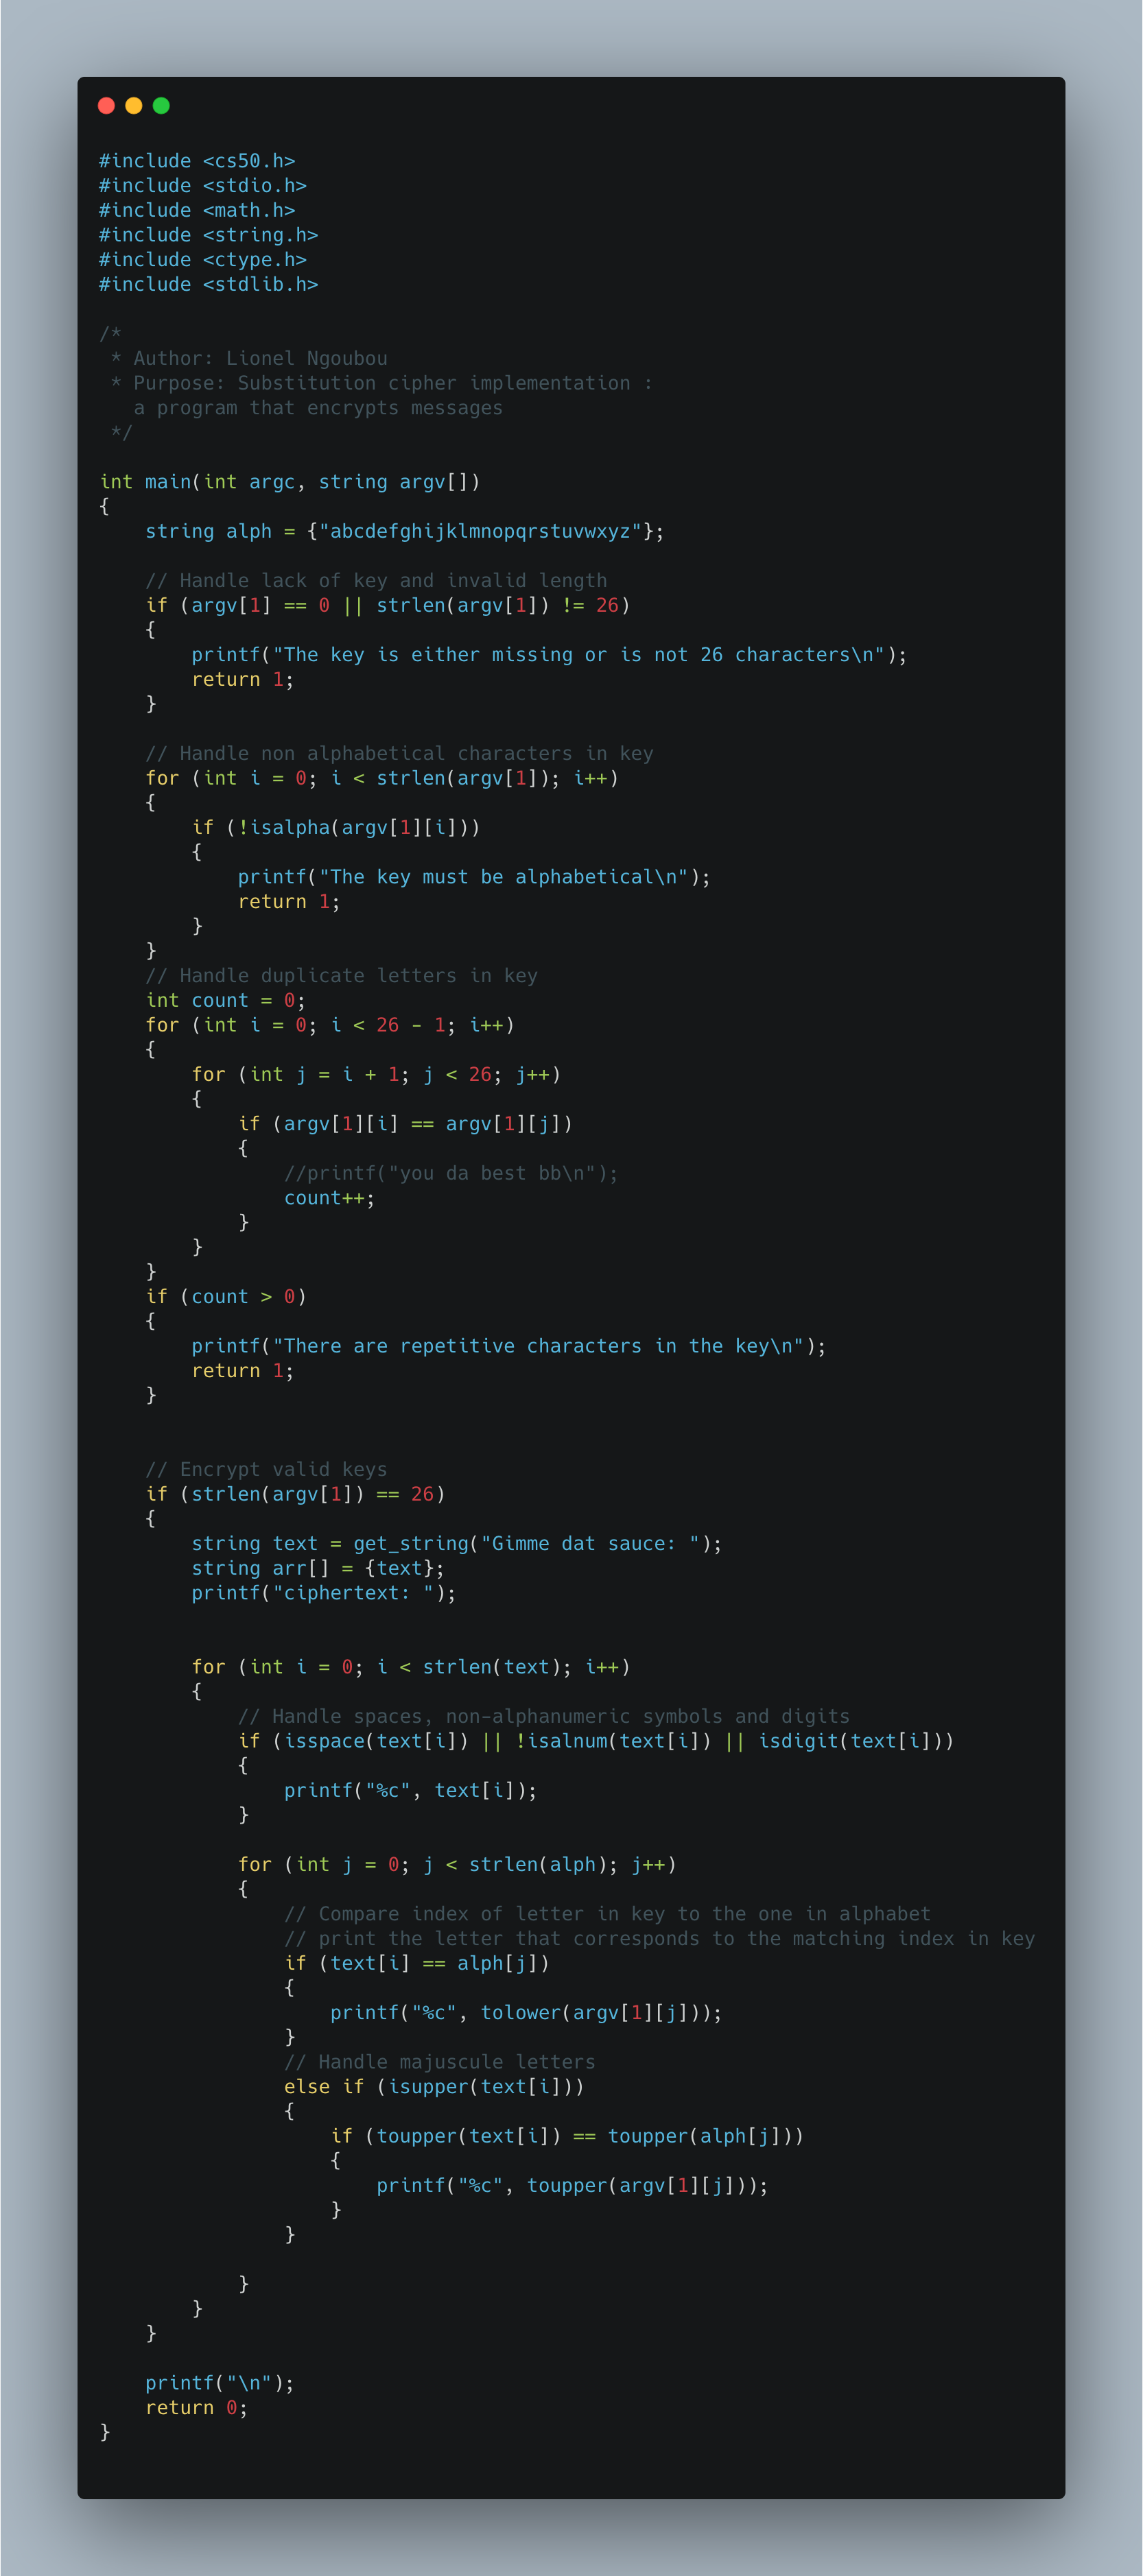 #include <cs50.h>
#include <stdio.h>
#include <math.h>
#include <string.h>
#include <ctype.h>
#include <stdlib.h>

/*
 * Author: Lionel Ngoubou
 * Purpose: Substitution cipher implementation :
   a program that encrypts messages
 */

int main(int argc, string argv[])
{
    string alph = {"abcdefghijklmnopqrstuvwxyz"};

    // Handle lack of key and invalid length
    if (argv[1] == 0 || strlen(argv[1]) != 26)
    {
        printf("The key is either missing or is not 26 characters\n");
        return 1;
    }

    // Handle non alphabetical characters in key
    for (int i = 0; i < strlen(argv[1]); i++)
    {
        if (!isalpha(argv[1][i]))
        {
            printf("The key must be alphabetical\n");
            return 1;
        }
    }
    // Handle duplicate letters in key
    int count = 0;
    for (int i = 0; i < 26 - 1; i++)
    {
        for (int j = i + 1; j < 26; j++)
        {
            if (argv[1][i] == argv[1][j])
            {
                //printf("you da best bb\n");
                count++;
            }
        }
    }
    if (count > 0)
    {
        printf("There are repetitive characters in the key\n");
        return 1;
    }


    // Encrypt valid keys
    if (strlen(argv[1]) == 26)
    {
        string text = get_string("Gimme dat sauce: ");
        string arr[] = {text};
        printf("ciphertext: ");


        for (int i = 0; i < strlen(text); i++)
        {
            // Handle spaces, non-alphanumeric symbols and digits
            if (isspace(text[i]) || !isalnum(text[i]) || isdigit(text[i]))
            {
                printf("%c", text[i]);
            }

            for (int j = 0; j < strlen(alph); j++)
            {
                // Compare index of letter in key to the one in alphabet
                // print the letter that corresponds to the matching index in key
                if (text[i] == alph[j])
                {
                    printf("%c", tolower(argv[1][j]));
                }
                // Handle majuscule letters
                else if (isupper(text[i]))
                {
                    if (toupper(text[i]) == toupper(alph[j]))
                    {
                        printf("%c", toupper(argv[1][j]));
                    }
                }

            }
        }
    }

    printf("\n");
    return 0;
}